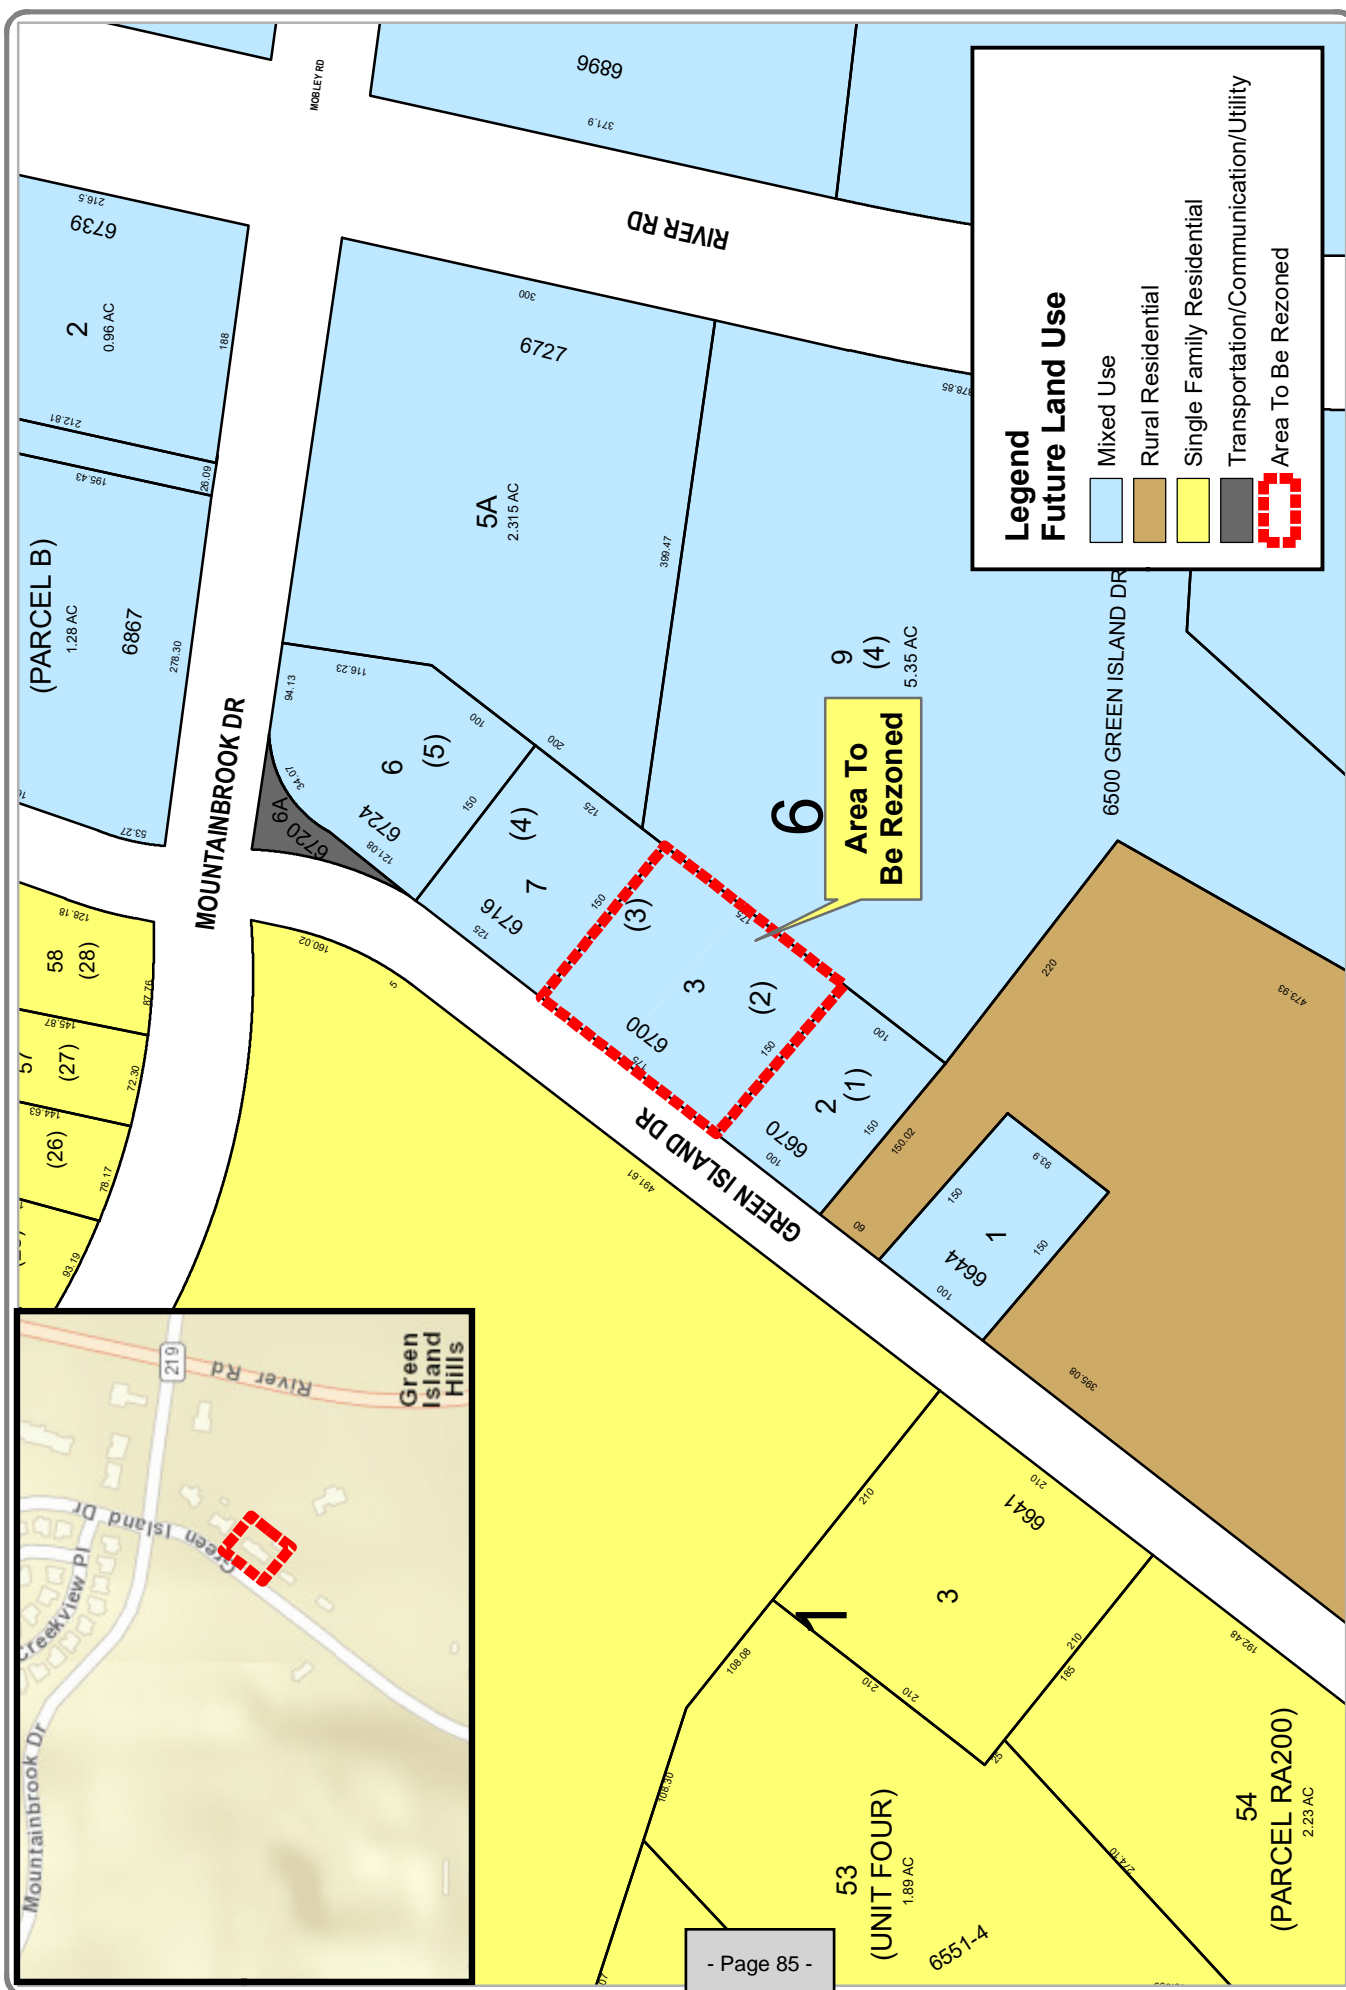 Legend
Future Land Use
Mixed Use
Rural Residential
Single Family Residential
Transportation/Communication/Utility
Area To Be Rezoned
MOBLEY RD
RIVER RD
MOUNTAINBROOK DR
GREEN ISLAND DR
6500 GREEN ISLAND DR
6896
371.9
216.5
6739
2
0.96 AC
188
212.81
195.43
26.09
(PARCEL B)
1.28 AC
6867
278.30
53.27
300
6727
5A
2.315 AC
399.47
378.85
9
(4)
5.35 AC
6
Area To
Be Rezoned
94.13
116.23
100
200
6
(5)
34.07
6A
6720
6724
121.08
150
(4)
7
6716
125
125
150
(3)
3
(2)
6700
175
175
150
100
2
(1)
6670
100
150
150.02
60
220
473.93
93.9
150
1
6644
150
100
395.08
128.18
58
(28)
87.76
145.87
57
(27)
72.30
144.63
(26)
78.17
93.19
160.02
5
491.61
210
210
6641
3
1
210
185
210
210
108.08
108.30
25
192.48
53
(UNIT FOUR)
1.89 AC
6551-4
274.10
54
(PARCEL RA200)
2.23 AC
07
Mountainbrook Dr
Creekview Pl
Green Island Dr
219
River Rd
Green
Island
Hills
- Page 85 -